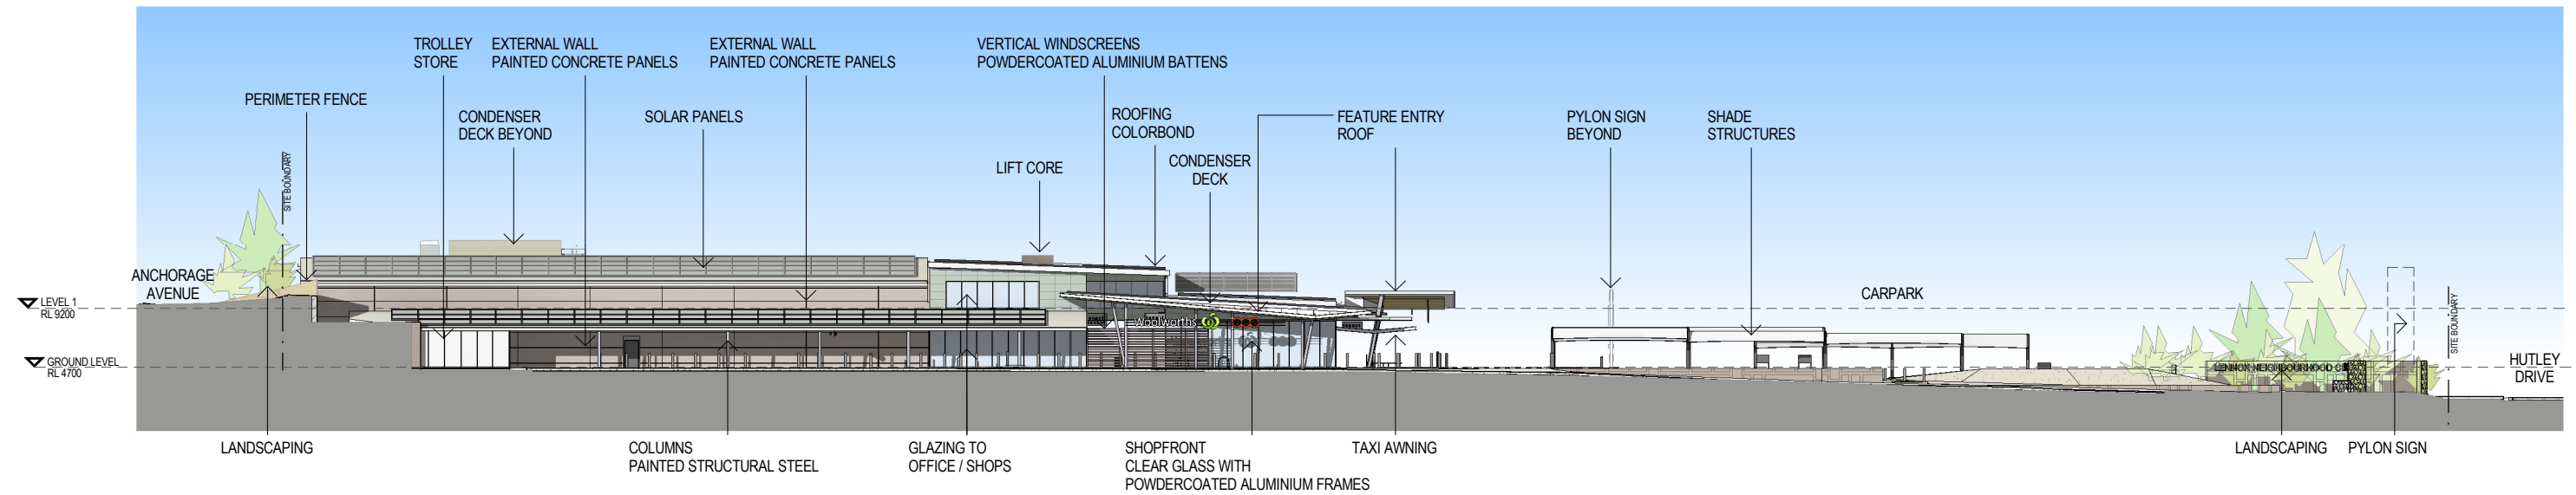 TROLLEY
STORE
EXTERNAL WALL
PAINTED CONCRETE PANELS
EXTERNAL WALL
PAINTED CONCRETE PANELS
VERTICAL WINDSCREENS
POWDERCOATED ALUMINIUM BATTENS
PERIMETER FENCE
CONDENSER
DECK BEYOND
SOLAR PANELS
ROOFING
COLORBOND
FEATURE ENTRY
ROOF
PYLON SIGN
BEYOND
SHADE
STRUCTURES
LIFT CORE
CONDENSER
DECK
SITE BOUNDARY
ANCHORAGE
AVENUE
LEVEL 1
RL 9200
CARPARK
Woolworths
SITE BOUNDARY
GROUND LEVEL
RL 4700
LENNOX NEIGHBOURHOOD
HUTLEY
DRIVE
LANDSCAPING
COLUMNS
PAINTED STRUCTURAL STEEL
GLAZING TO
OFFICE / SHOPS
SHOPFRONT
CLEAR GLASS WITH
POWDERCOATED ALUMINIUM FRAMES
TAXI AWNING
LANDSCAPING
PYLON SIGN